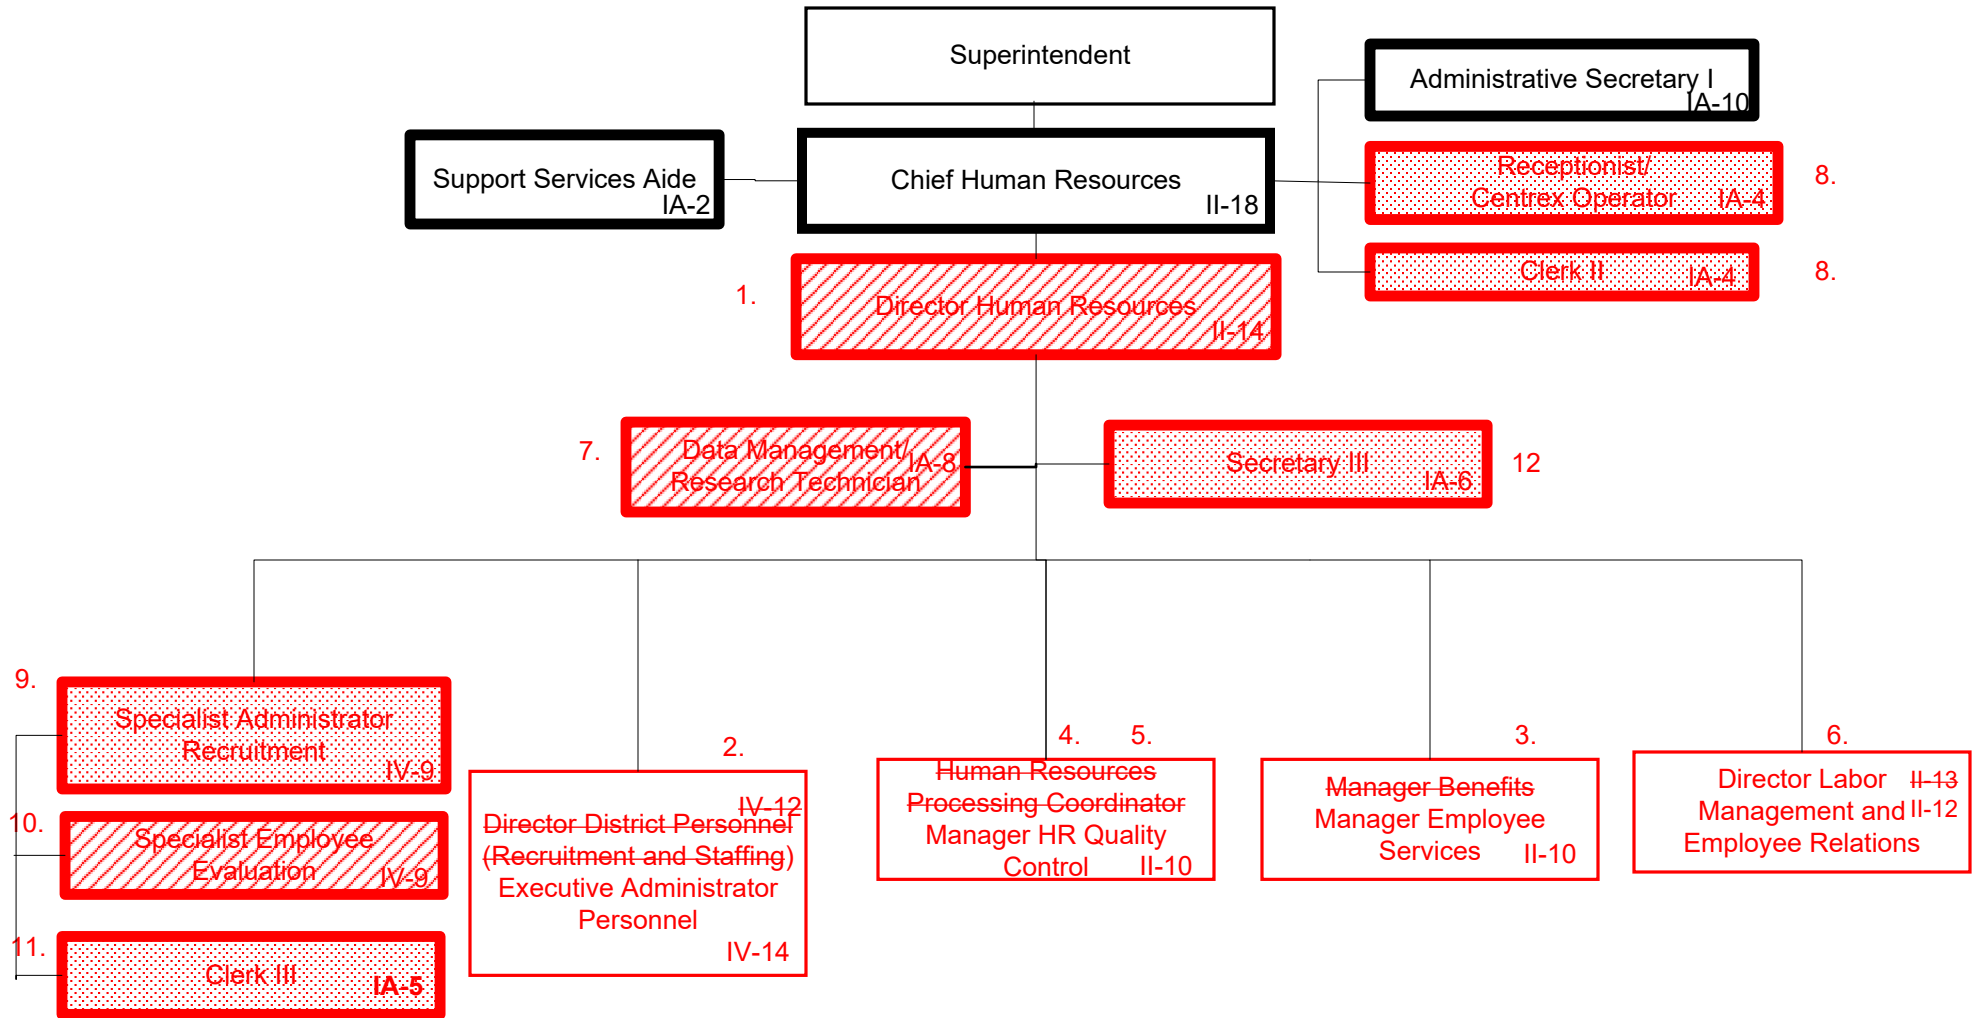 Superintendent
Administrative Secretary I
IA-10
Support Services Aide
IA-2
Chief Human Resources
II-18
Receptionist/
Centrex Operator
IA-4
8.
Clerk II
IA-4
8.
1.
Director Human Resources
II-14
7.
Data Management/
IA-8
Research Technician
Secretary III
IA-6
12
9.
Specialist Administrator
Recruitment
IV-9
10.
Specialist Employee
Evaluation
IV-9
11.
Clerk III
IA-5
2.
IV-12
Director District Personnel
(Recruitment and Staffing)
Executive Administrator
Personnel
IV-14
4.
5.
Human Resources
Processing Coordinator
Manager HR Quality
Control
II-10
3.
Manager Benefits
Manager Employee
Services
II-10
6.
Director Labor
II-13
Management and
II-12
Employee Relations